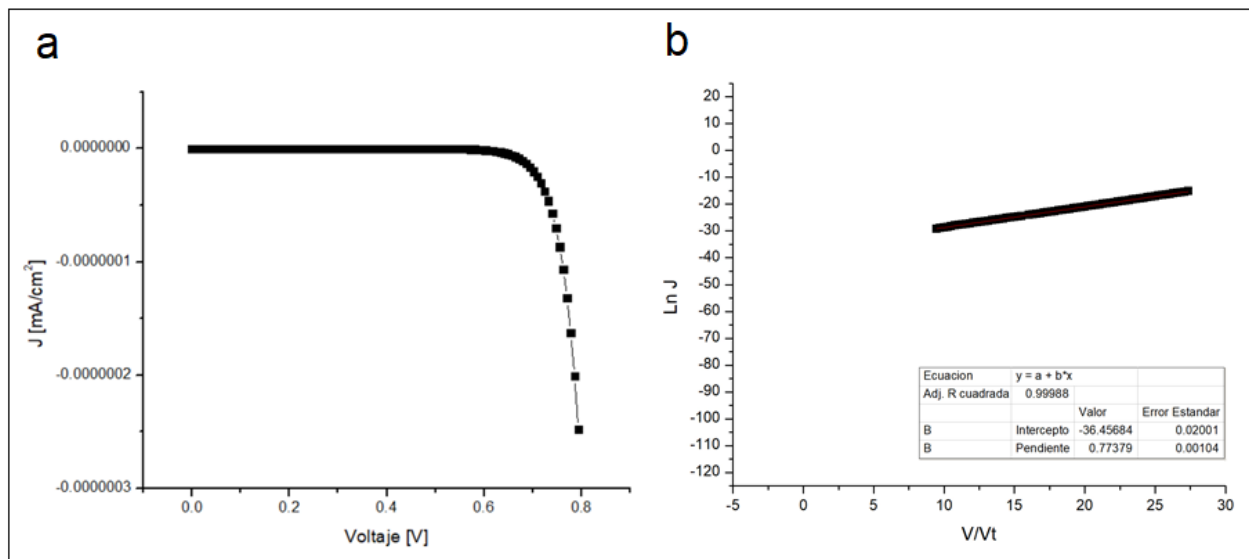 a
0.0000000
-0.0000001
-0.0000002
-0.0000003
J [mA/cm²]
0.0 0.2 0.4 0.6 0.8
Voltaje [V]
b
20
10
0
-10
-20
-30
-40
-50
-60
-70
-80
-90
-100
-110
-120
Ln J
Ecuacion y = a + b*x
Adj. R cuadrada 0.99988
Valor Error Estandar
B Intercepto -36.45684 0.02001
B Pendiente 0.77379 0.00104
-5 0 5 10 15 20 25 30
V/Vt